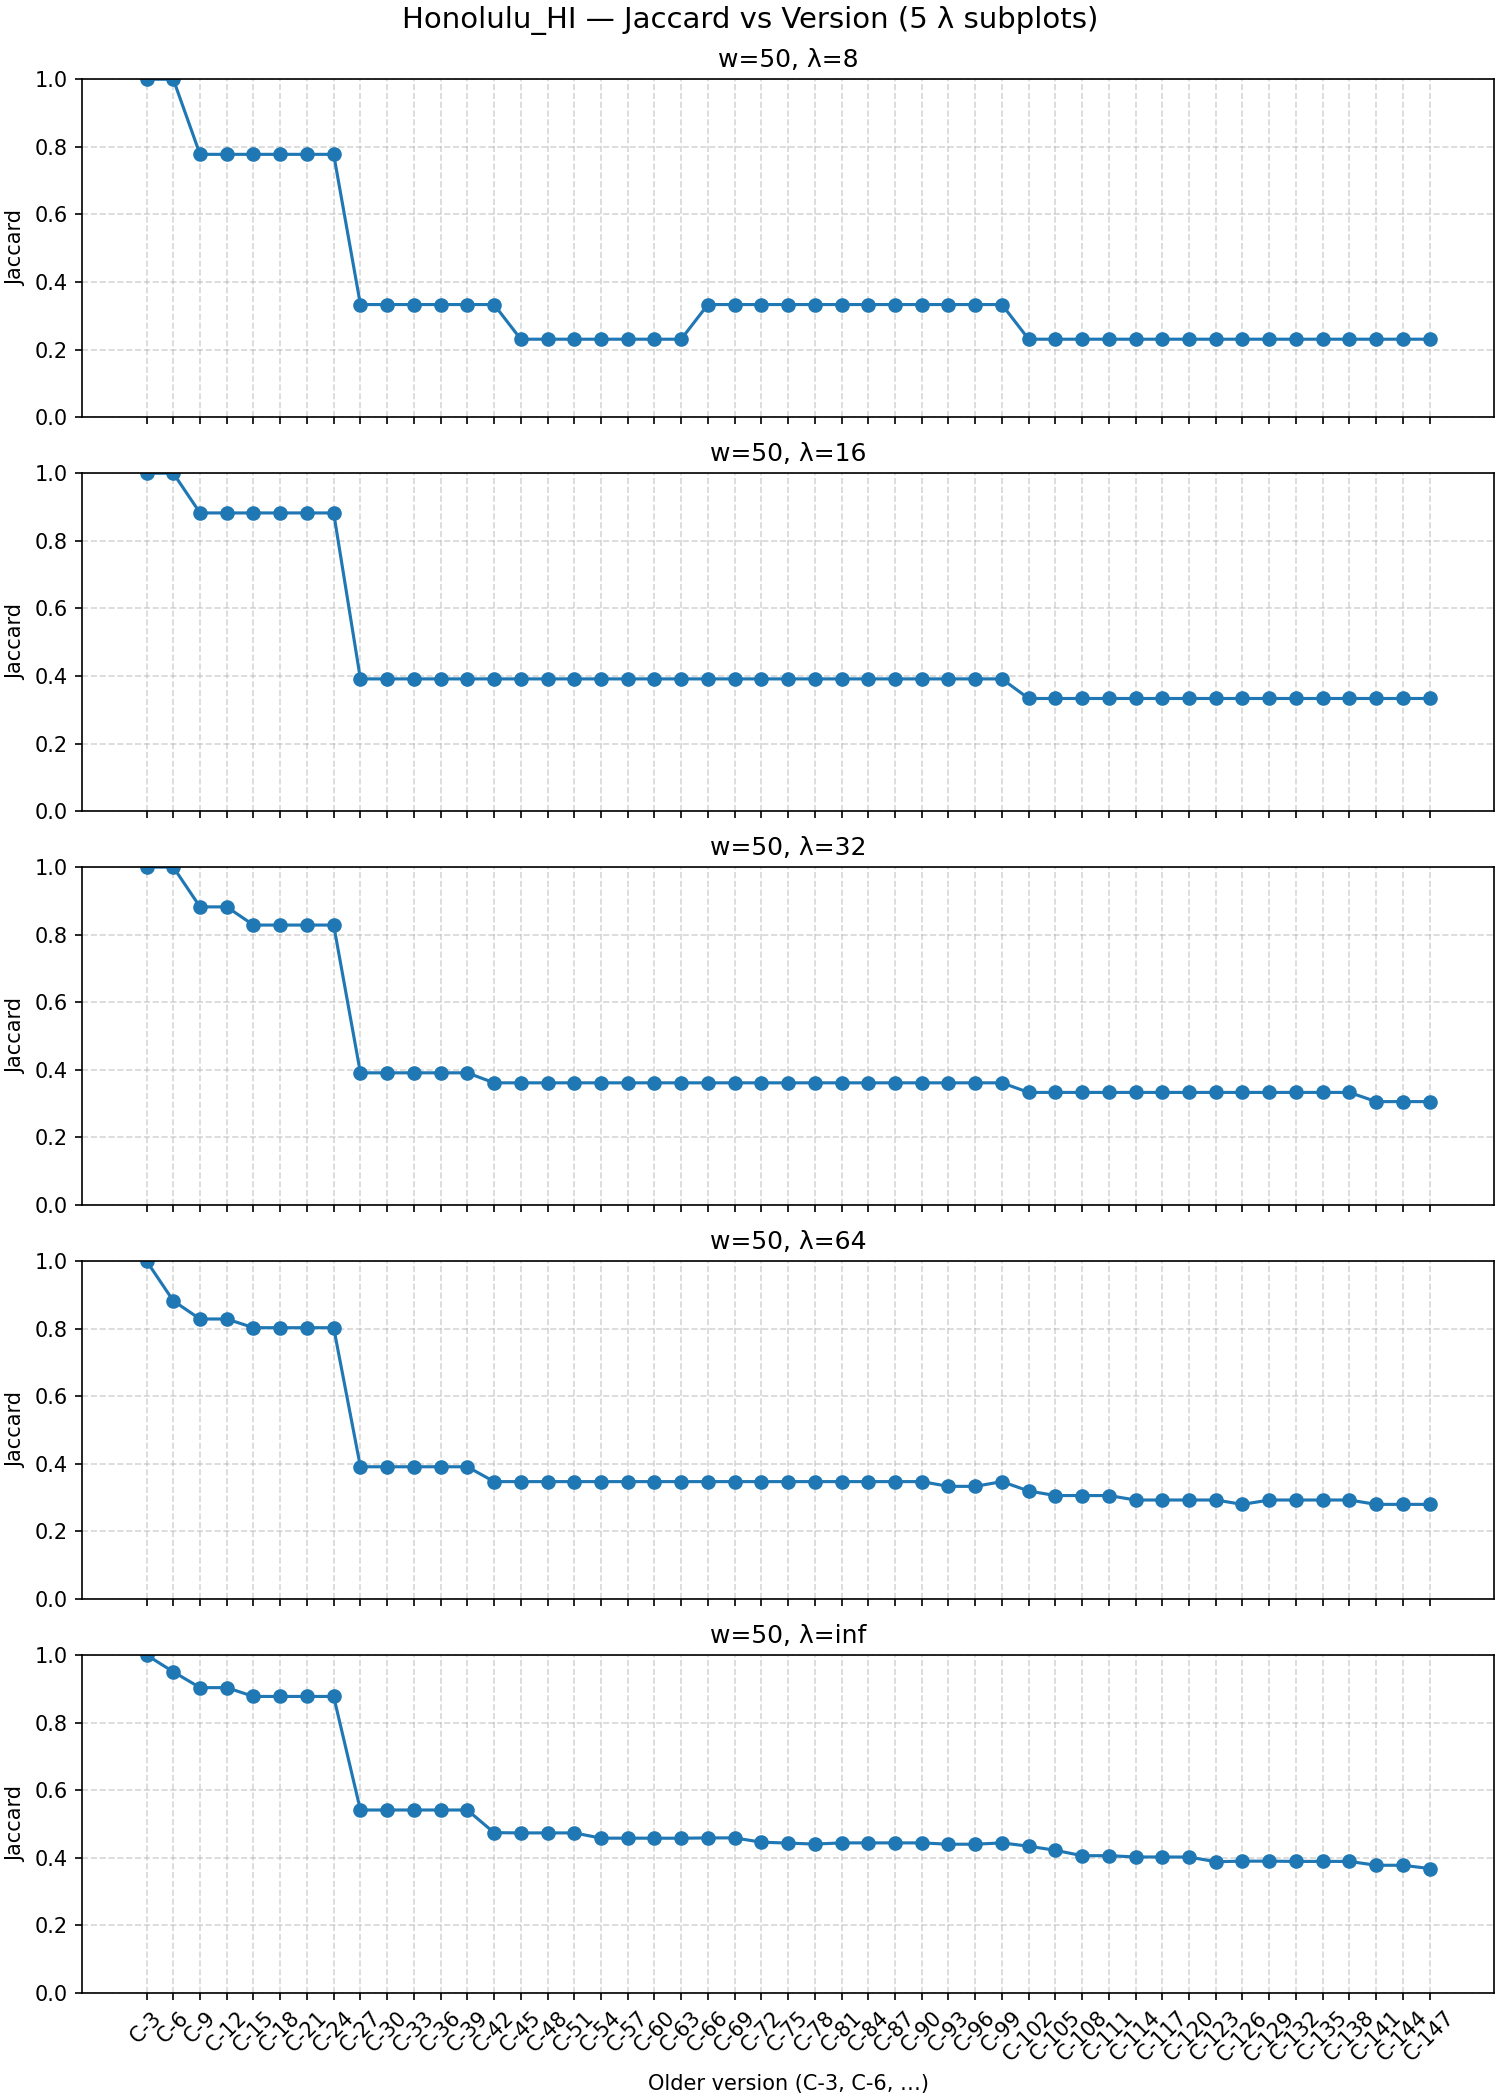 Honolulu_HI — Jaccard vs Version (5 λ subplots)
w=50, λ=8
1.0
0.8
0.6
0.4
0.2
0.0
Jaccard
w=50, λ=16
1.0
0.8
0.6
0.4
0.2
0.0
Jaccard
w=50, λ=32
1.0
0.8
0.6
0.4
0.2
0.0
Jaccard
w=50, λ=64
1.0
0.8
0.6
0.4
0.2
0.0
Jaccard
w=50, λ=inf
1.0
0.8
0.6
0.4
0.2
0.0
Jaccard
C-3 C-6 C-9 C-12 C-15 C-18 C-21 C-24 C-27 C-30 C-33 C-36 C-39 C-42 C-45 C-48 C-51 C-54 C-57 C-60 C-63 C-66 C-69 C-72 C-75 C-78 C-81 C-84 C-87 C-90 C-93 C-96 C-99 C-102 C-105 C-108 C-111 C-114 C-117 C-120 C-123 C-126 C-129 C-132 C-135 C-138 C-141 C-144 C-147
Older version (C-3, C-6, ...)